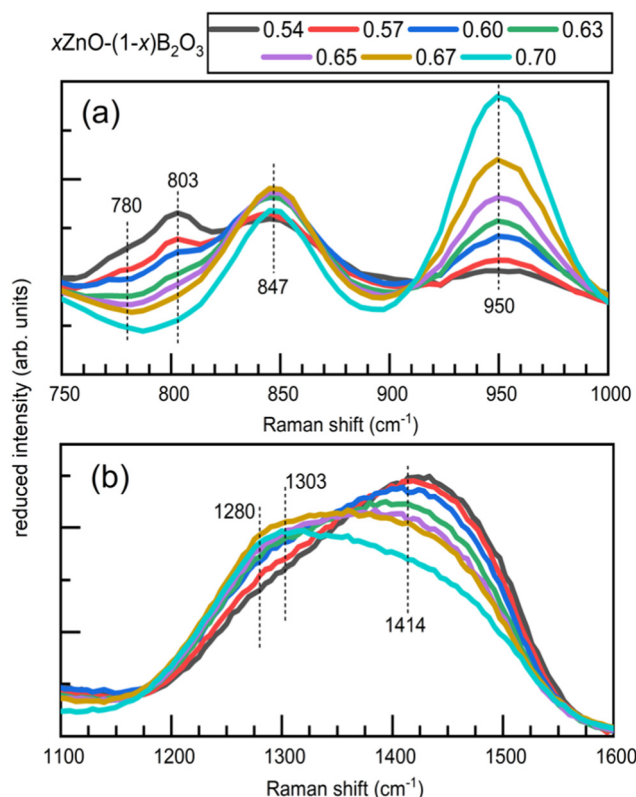 xZnO-(1-x)B₂O₃
0.54 0.57 0.60 0.63
0.65 0.67 0.70
(a)
780 803
847
950
750 800 850 900 950 1000
Raman shift (cm⁻¹)
reduced intensity (arb. units)
(b)
1280 1303
1414
1100 1200 1300 1400 1500 1600
Raman shift (cm⁻¹)